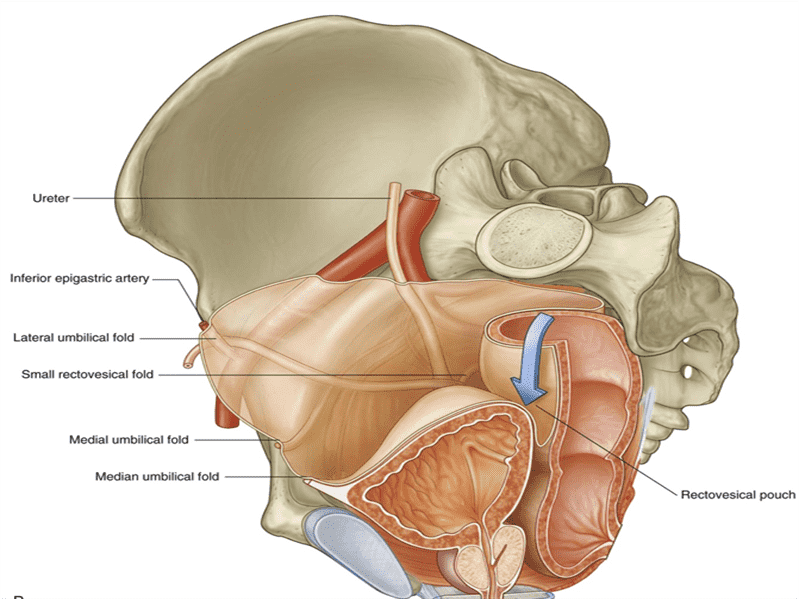 Ureter
Inferior epigastric artery
Lateral umbilical fold
Small rectovesical fold
Medial umbilical fold
Median umbilical fold
Rectovesical pouch